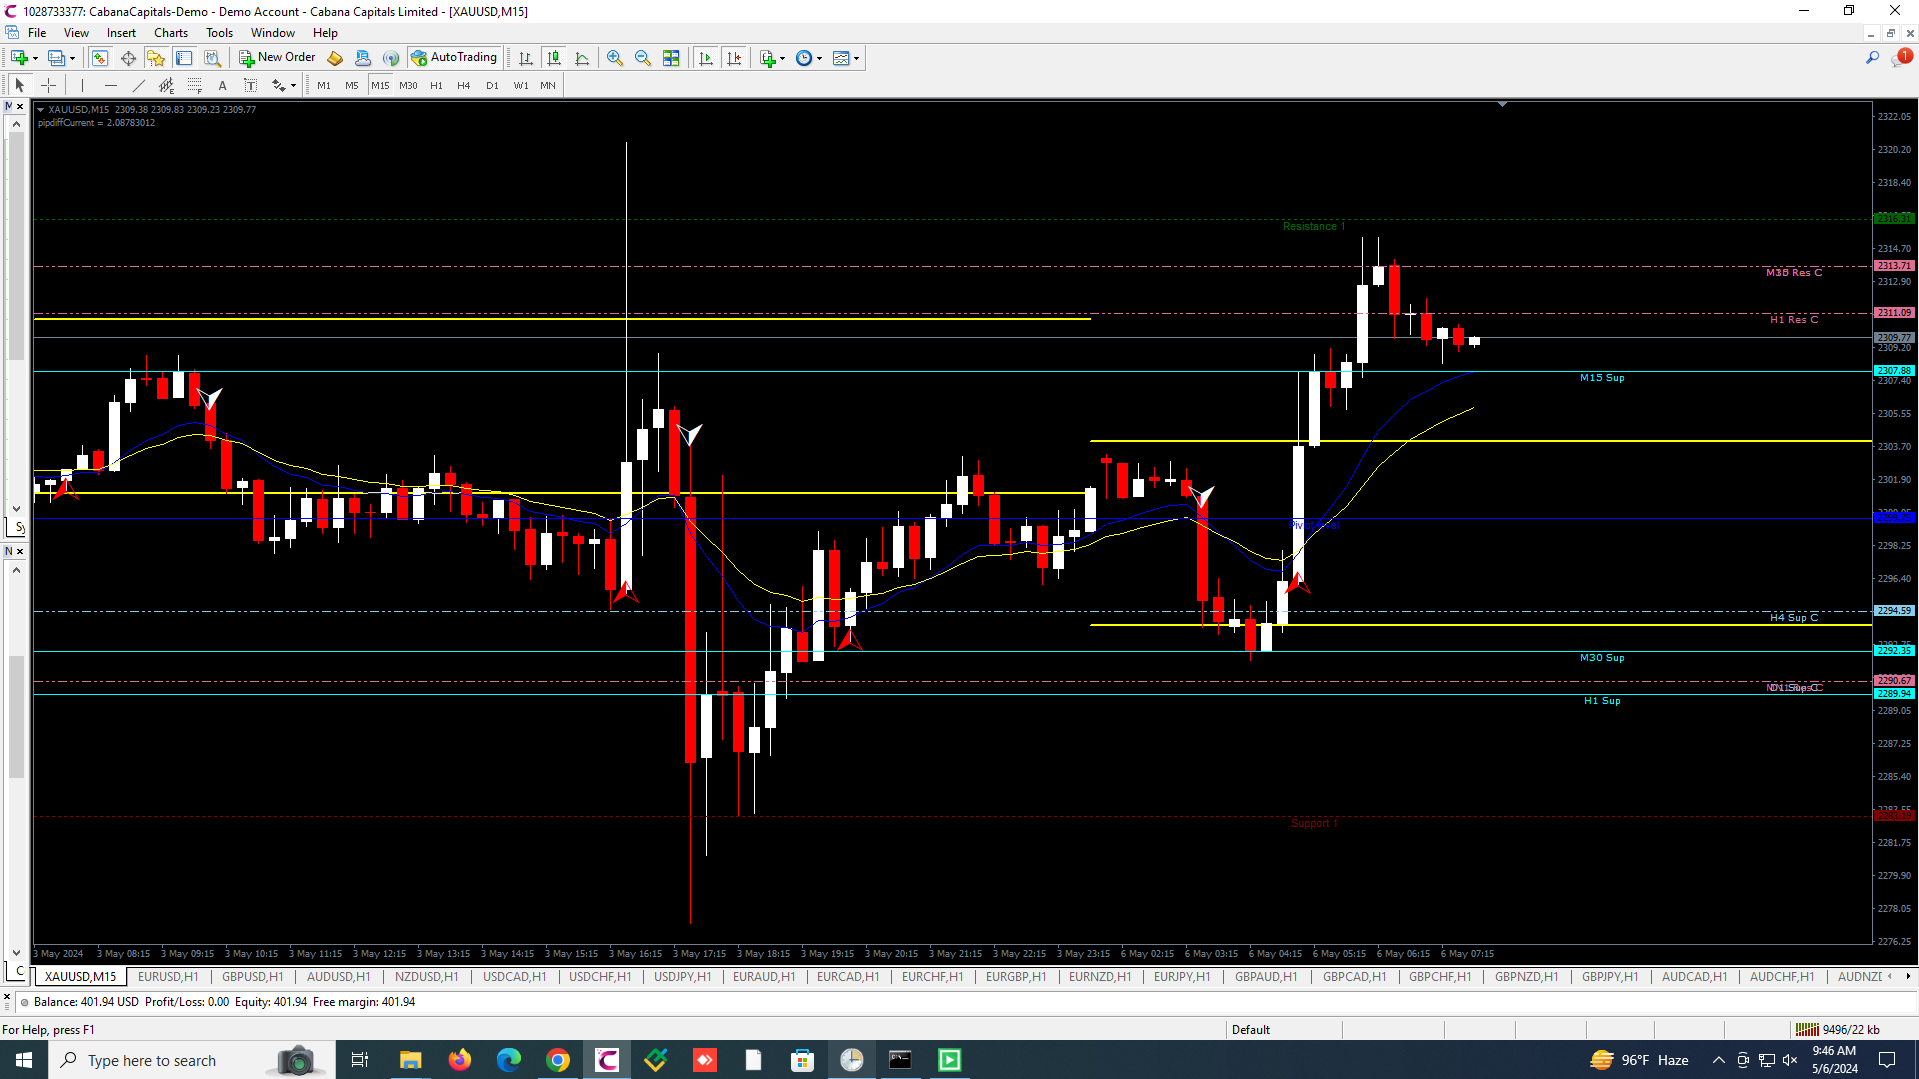 1028733377: CabanaCapitals-Demo - Demo Account - Cabana Capitals Limited - [XAUUSD,M15]
File View Insert Charts Tools Window Help
New Order AutoTrading 1
A T M1 M5 M15 M30 H1 H4 D1 W1 MN
M
XAUUSD,M15 2309.38 2309.83 2309.23 2309.77
pipdiffCurrent = 2.08783012
2322.05
2320.20
2318.40
2316.31
Resistance 1
2314.70
2313.71
Res C
2312.90
2311.09
H1 Res C
2309.77
2309.20
2307.88
M15 Sup
2307.40
2305.55
2303.70
2301.90
Sy
2298.25
N
2296.40
2294.59
H4 Sup C
2292.35
M30 Sup
2290.67
2289.94
H1 Sup
2289.05
2287.25
2285.40
Support 1
2281.75
2279.90
2278.05
2276.25
3 May 2024 3 May 08:15 3 May 09:15 3 May 10:15 3 May 11:15 3 May 12:15 3 May 13:15 3 May 14:15 3 May 15:15 3 May 16:15 3 May 17:15 3 May 18:15 3 May 19:15 3 May 20:15 3 May 21:15 3 May 22:15 3 May 23:15 6 May 02:15 6 May 03:15 6 May 04:15 6 May 05:15 6 May 06:15 6 May 07:15
C
XAUUSD,M15 EURUSD,H1 GBPUSD,H1 AUDUSD,H1 NZDUSD,H1 USDCAD,H1 USDCHF,H1 USDJPY,H1 EURAUD,H1 EURCAD,H1 EURCHF,H1 EURGBP,H1 EURNZD,H1 EURJPY,H1 GBPAUD,H1 GBPCAD,H1 GBPCHF,H1 GBPNZD,H1 GBPJPY,H1 AUDCAD,H1 AUDCHF,H1 AUDNZD
Balance: 401.94 USD Profit/Loss: 0.00 Equity: 401.94 Free margin: 401.94
For Help, press F1 Default 9496/22 kb
Type here to search 96°F Haze 9:46 AM
5/6/2024